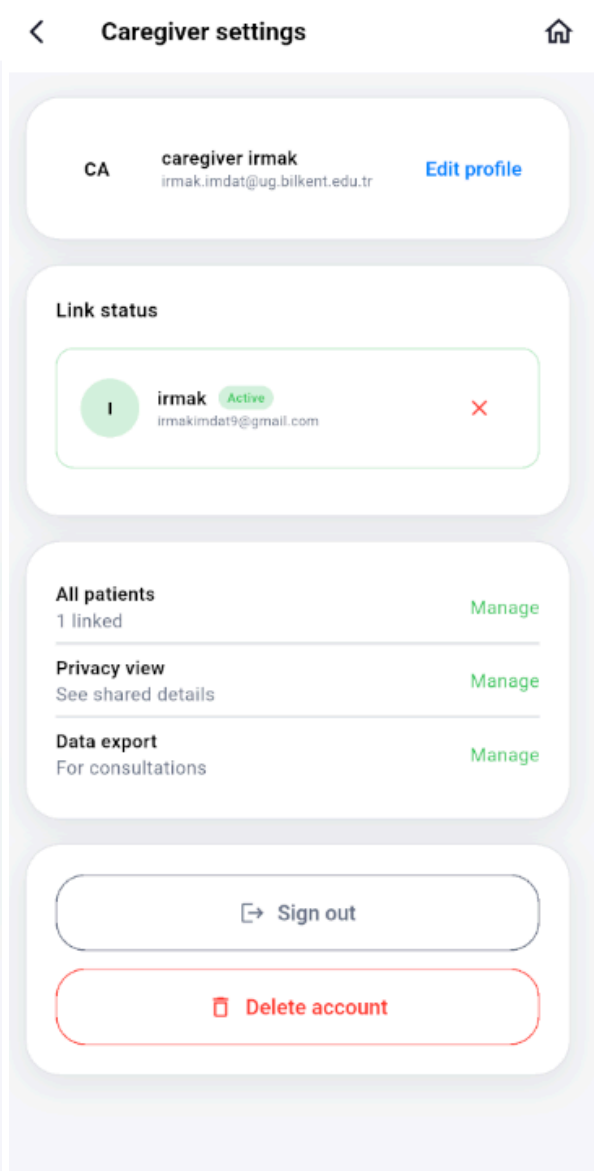 Caregiver settings
CA
caregiver irmak
irmak.imdat@ug.bilkent.edu.tr
Edit profile
Link status
I
irmak
Active
irmakimdat9@gmail.com
All patients
1 linked
Manage
Privacy view
See shared details
Manage
Data export
For consultations
Manage
Sign out
Delete account